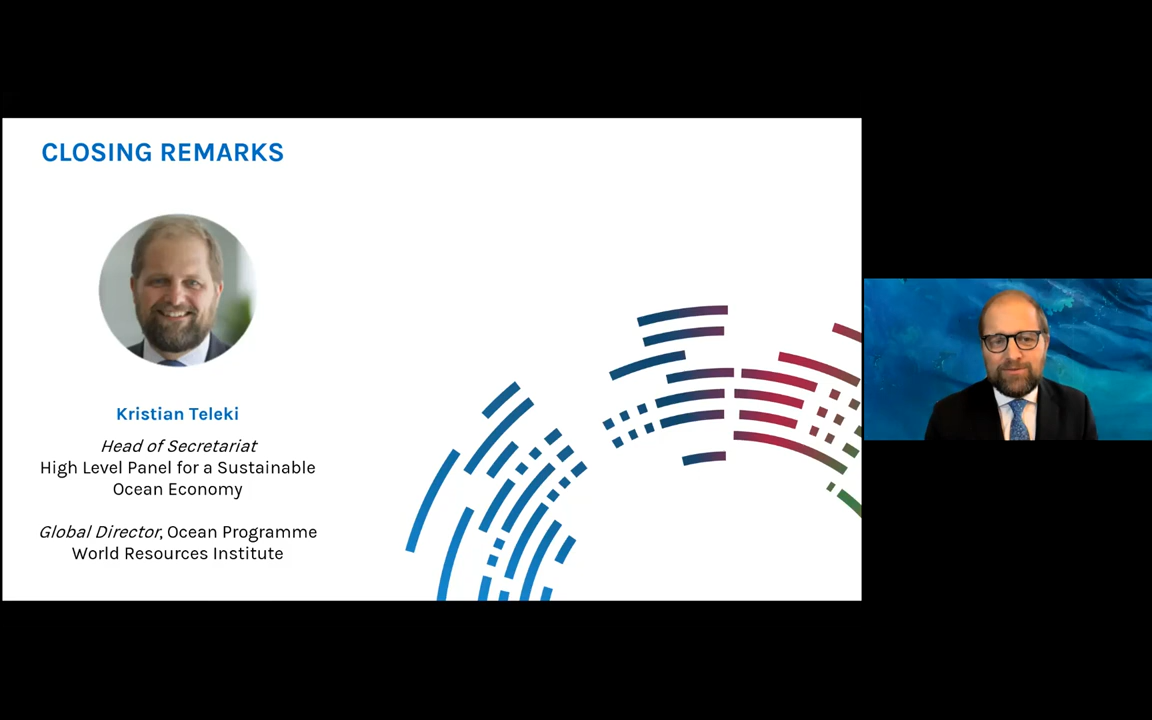 CLOSING REMARKS
Kristian Teleki
Head of Secretariat
High Level Panel for a Sustainable
Ocean Economy
Global Director, Ocean Programme
World Resources Institute